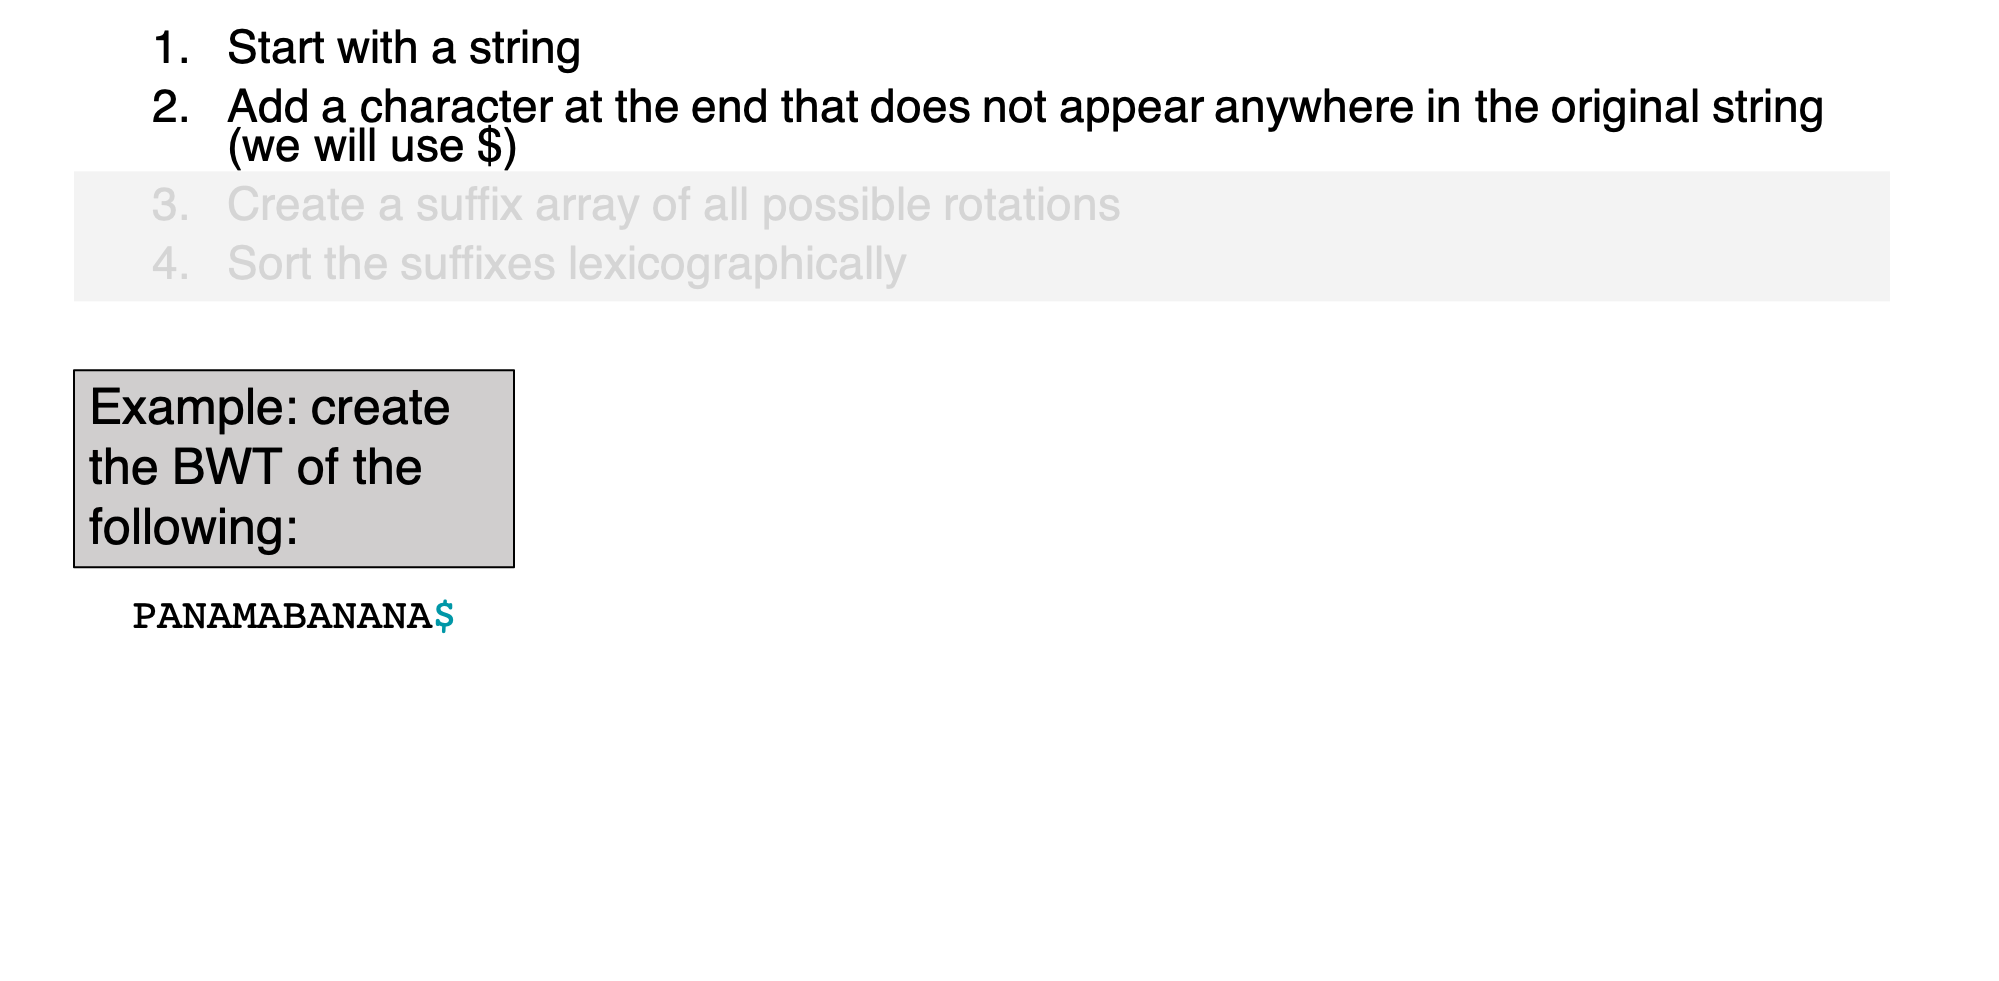 1. Start with a string
2. Add a character at the end that does not appear anywhere in the original string
(we will use $)
3. Create a suffix array of all possible rotations
4. Sort the suffixes lexicographically
Example: create
the BWT of the
following:
PANAMABANANA$